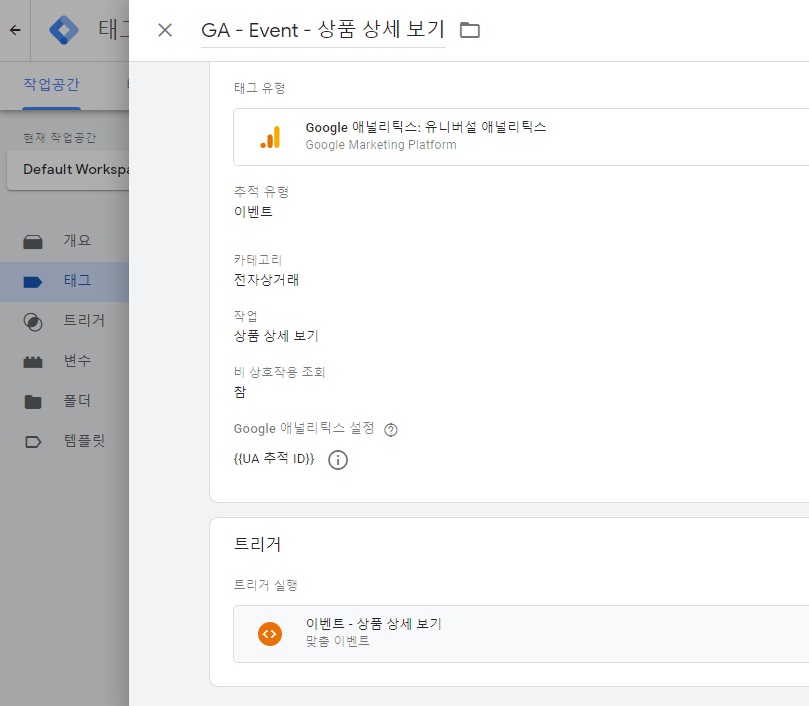 태그
GA - Event - 상품 상세 보기
작업공간
현재 작업공간
Default Workspa
개요
태그
트리거
변수
폴더
템플릿
태그 유형
Google 애널리틱스: 유니버설 애널리틱스
Google Marketing Platform
추적 유형
이벤트
카테고리
전자상거래
작업
상품 상세 보기
비 상호작용 조회
참
Google 애널리틱스 설정
{{UA 추적 ID}}
트리거
트리거 실행
이벤트 - 상품 상세 보기
맞춤 이벤트